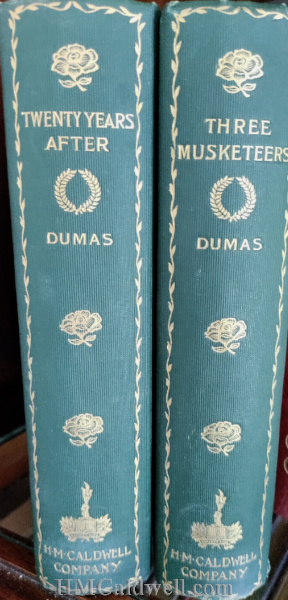 TWENTY YEARS
AFTER
DUMAS
H·M·CALDWELL
COMPANY
THREE
MUSKETEERS
DUMAS
H·M·CALDWELL
COMPANY
HMCaldwell.com